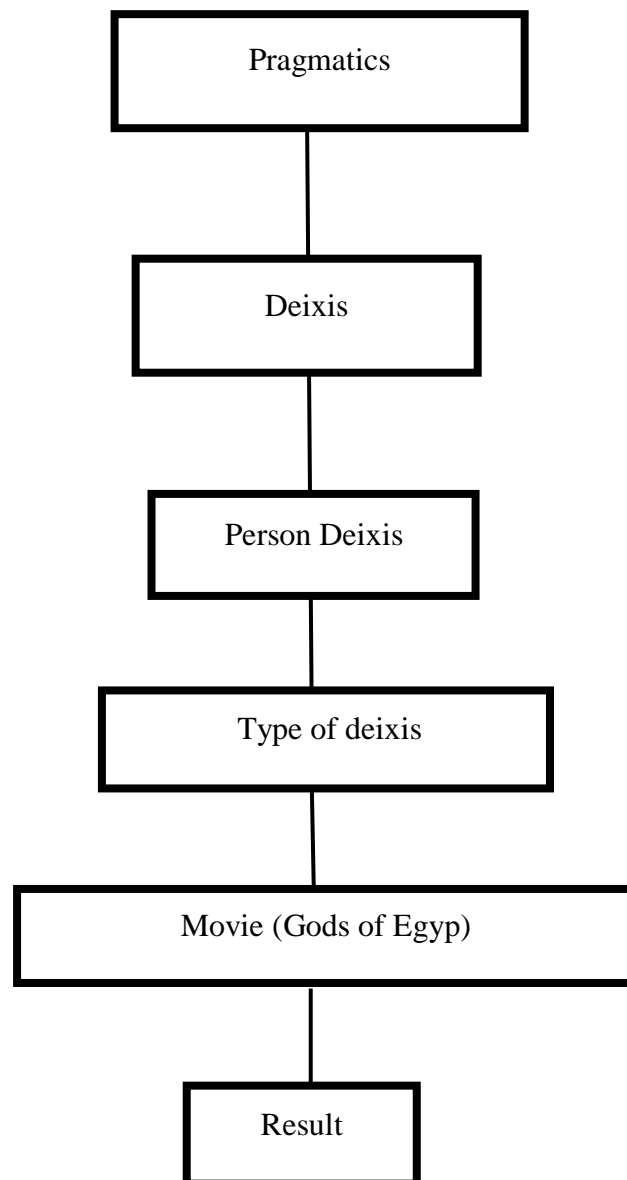 Pragmatics
Deixis
Person Deixis
Type of deixis
Movie (Gods of Egyp)
Result